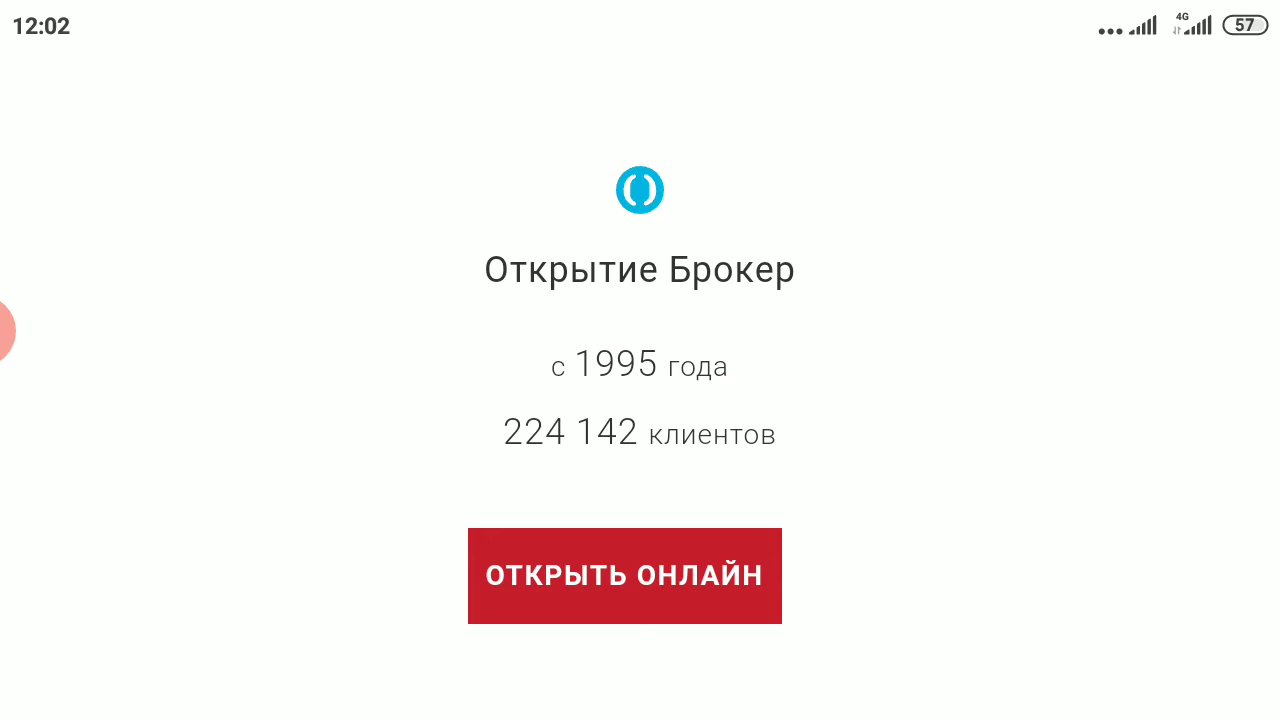 12:02
4G
57
Открытие Брокер
с 1995 года
224 142 клиентов
ОТКРЫТЬ ОНЛАЙН